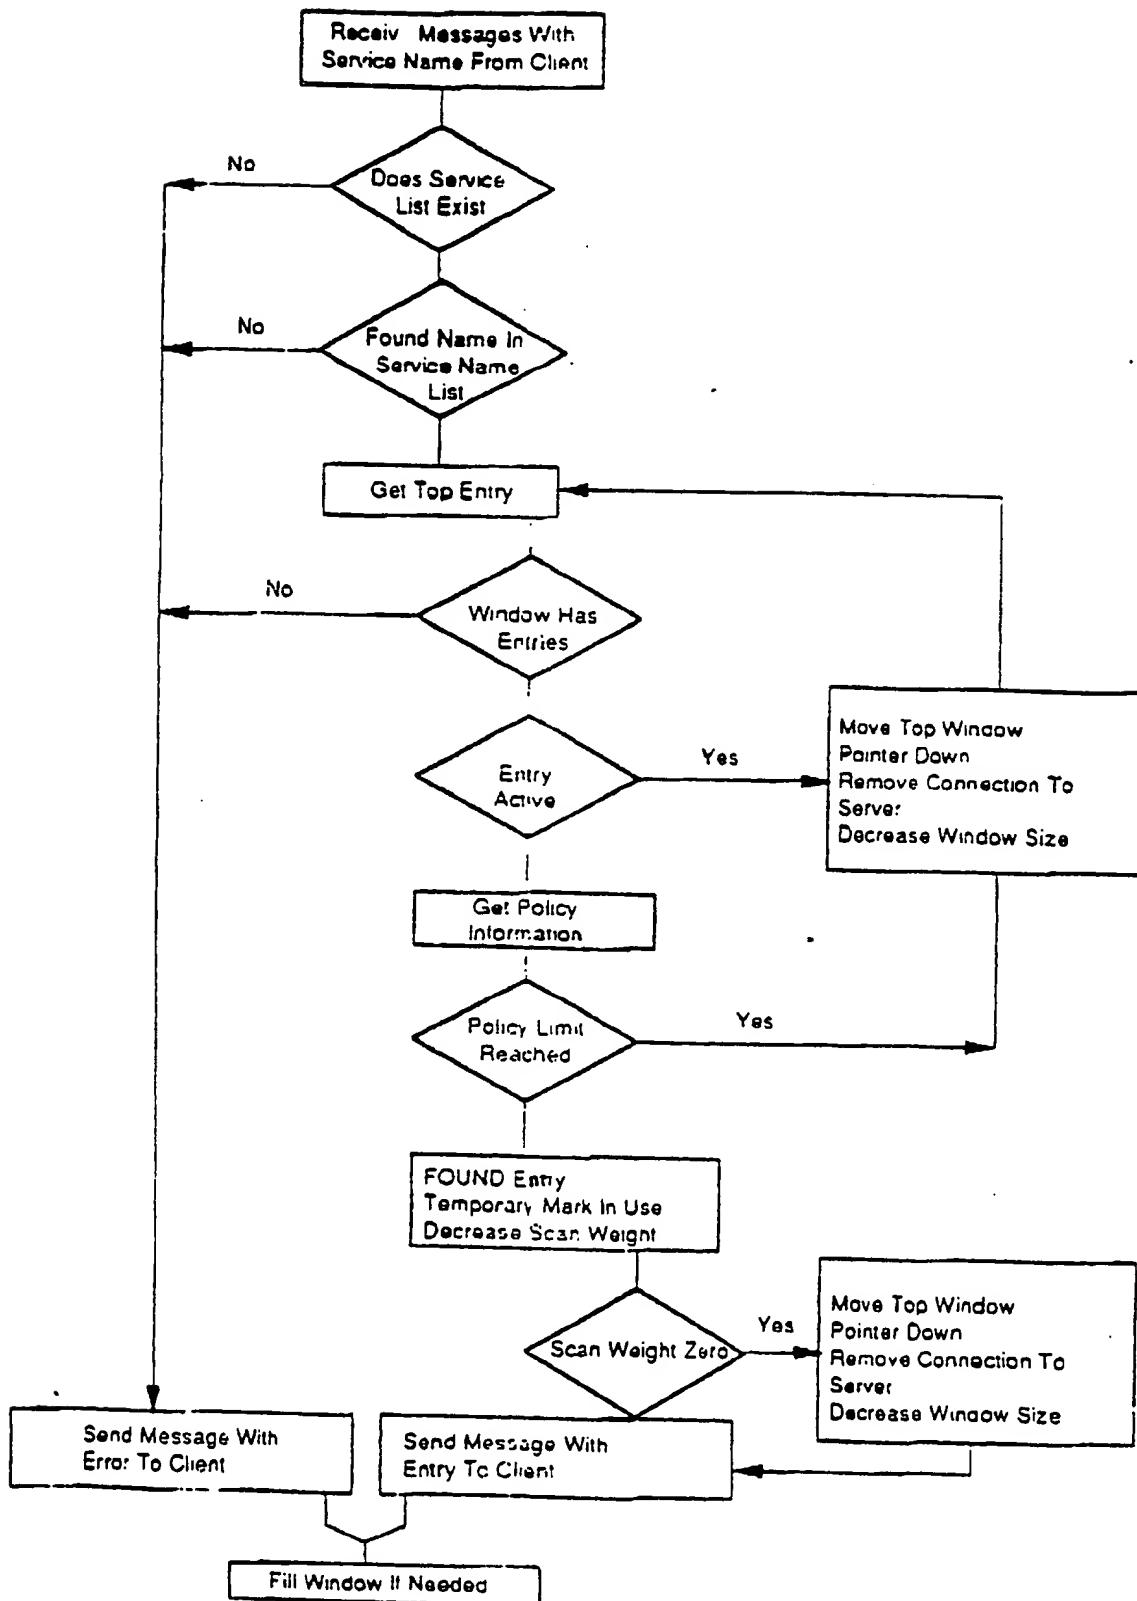 Receiv Messages With
Service Name From Client
No
Does Service
List Exist
No
Found Name In
Service Name
List
Get Top Entry
No
Window Has
Entries
Move Top Window
Pointer Down
Remove Connection To
Server
Decrease Window Size
Yes
Entry
Active
Get Policy
Information
Policy Limit
Reached
Yes
FOUND Entry
Temporary Mark In Use
Decrease Scan Weight
Scan Weight Zero
Yes
Move Top Window
Pointer Down
Remove Connection To
Server
Decrease Window Size
Send Message With
Error To Client
Send Message With
Entry To Client
Fill Window If Needed